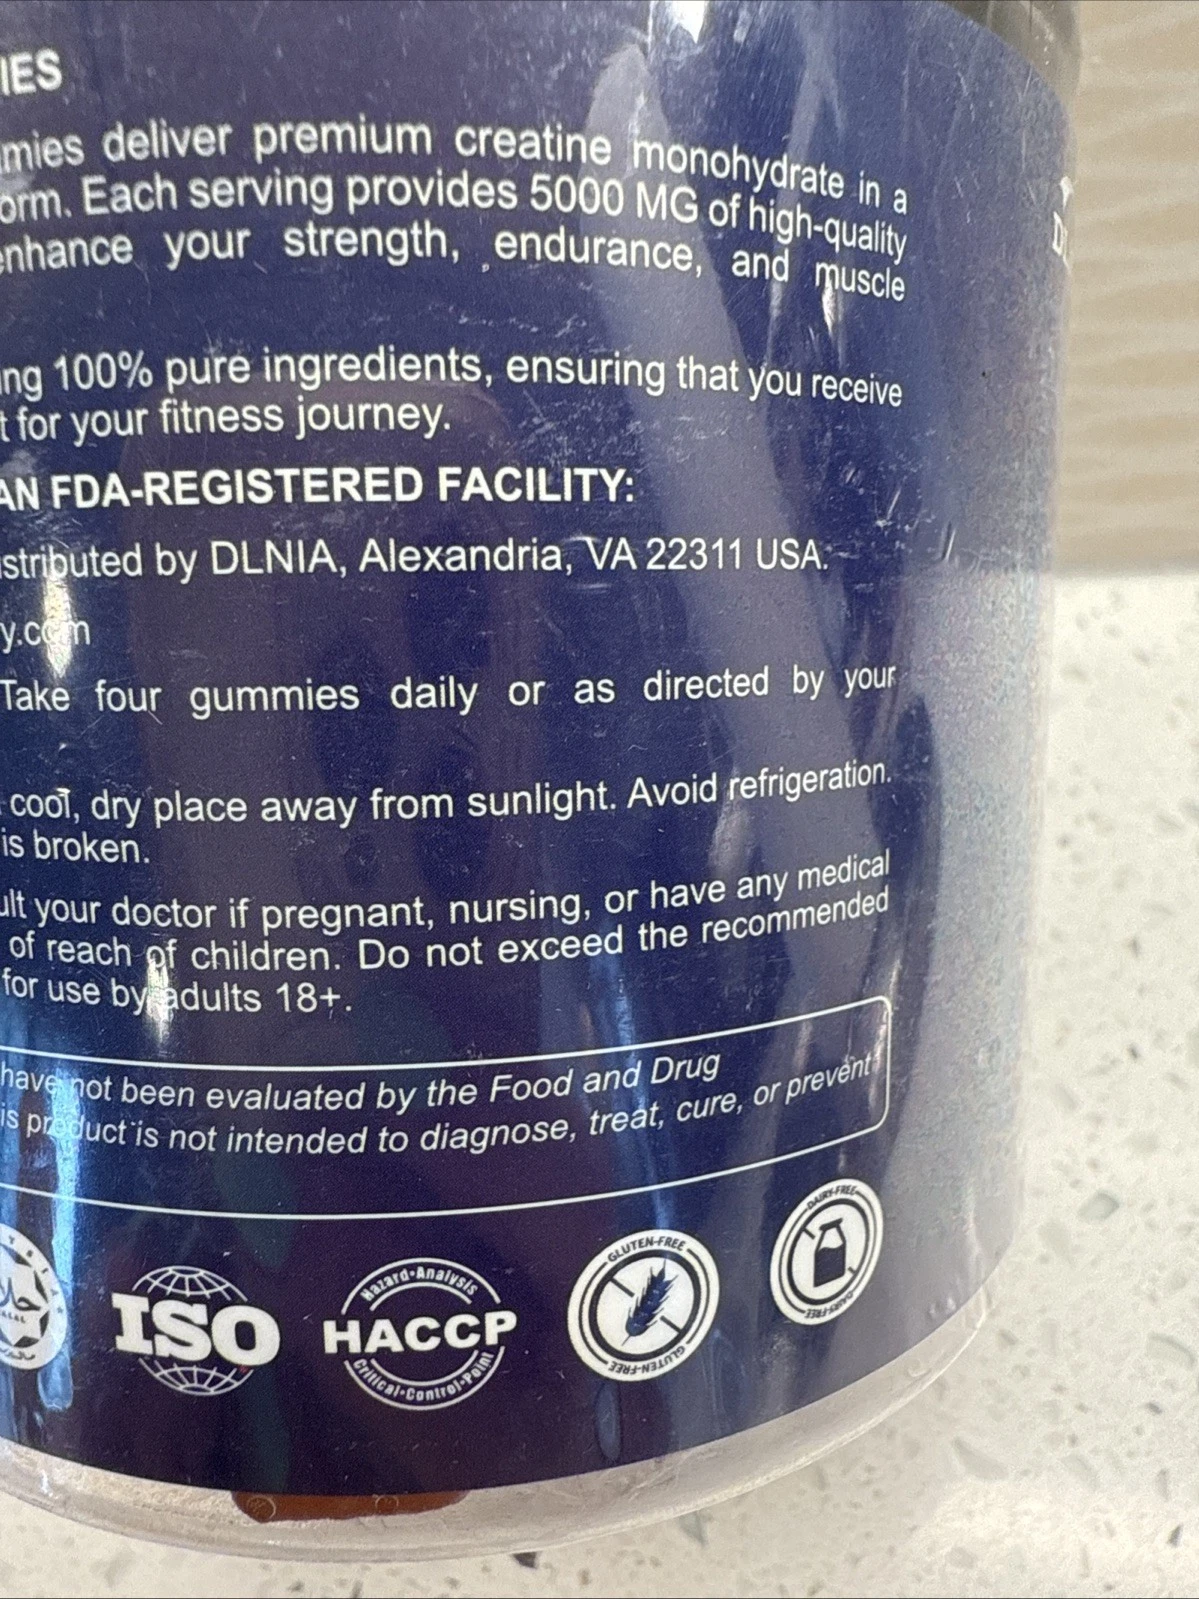 IES
mies deliver premium creatine monohydrate in a
orm. Each serving provides 5000 MG of high-quality
enhance your strength, endurance, and muscle
ng 100% pure ingredients, ensuring that you receive
t for your fitness journey.
AN FDA-REGISTERED FACILITY:
stributed by DLNIA, Alexandria, VA 22311 USA.
y.com
Take four gummies daily or as directed by your
cool, dry place away from sunlight. Avoid refrigeration.
is broken.
ult your doctor if pregnant, nursing, or have any medical
of reach of children. Do not exceed the recommended
for use by adults 18+.
have not been evaluated by the Food and Drug
is product is not intended to diagnose, treat, cure, or prevent
حلال
HALAL
ISO
Hazard•Analysis
HACCP
Critical•Control•Point
GLUTEN-FREE
GLUTEN-FREE
DAIRY-FREE
DAIRY-FREE